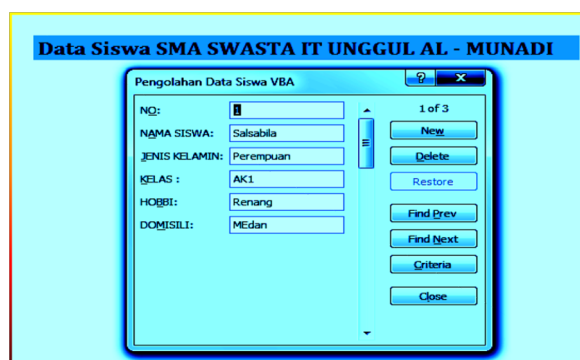 Data Siswa SMA SWASTA IT UNGGUL AL - MUNADI
Pengolahan Data Siswa VBA
? X
NO: 1
1 of 3
NAMA SISWA: Salsabila
New
JENIS KELAMIN: Perempuan
Delete
KELAS : AK1
Restore
HOBBI: Renang
Find Prev
DOMISILI: MEdan
Find Next
Criteria
Close